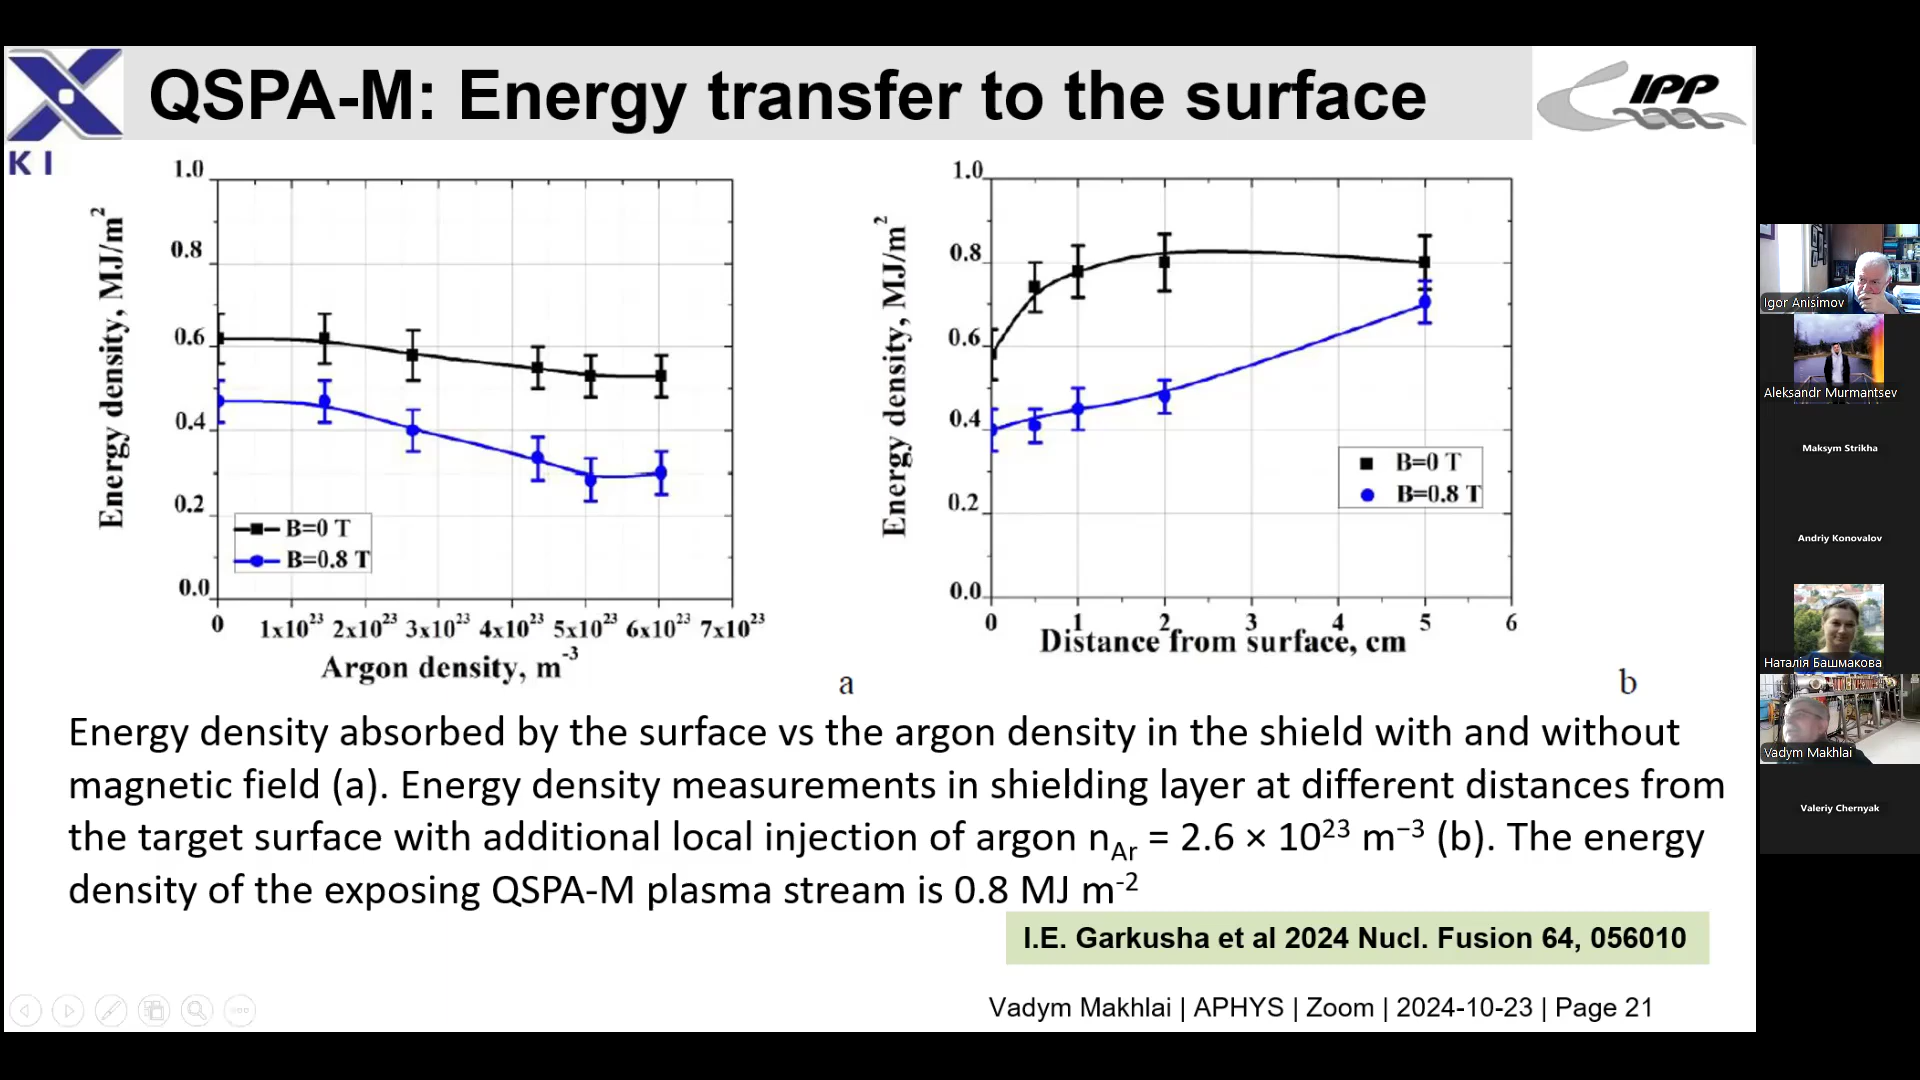 QSPA-M: Energy transfer to the surface
IPP
KI
1.0
0.8
0.6
0.4
0.2
0.0
Energy density, MJ/m²
B=0 T
B=0.8 T
0 1x10²³ 2x10²³ 3x10²³ 4x10²³ 5x10²³ 6x10²³ 7x10²³
Argon density, m⁻³
a
1.0
0.8
0.6
0.4
0.2
0.0
Energy density, MJ/m²
B=0 T
B=0.8 T
0 1 2 3 4 5 6
Distance from surface, cm
b
Energy density absorbed by the surface vs the argon density in the shield with and without
magnetic field (a). Energy density measurements in shielding layer at different distances from
the target surface with additional local injection of argon nAr = 2.6 × 10²³ m⁻³ (b). The energy
density of the exposing QSPA-M plasma stream is 0.8 MJ m⁻²
I.E. Garkusha et al 2024 Nucl. Fusion 64, 056010
Vadym Makhlai | APHYS | Zoom | 2024-10-23 | Page 21
Igor Anisimov
Aleksandr Murmantsev
Maksym Strikha
Andriy Konovalov
Наталія Башмакова
Vadym Makhlai
Valeriy Chernyak